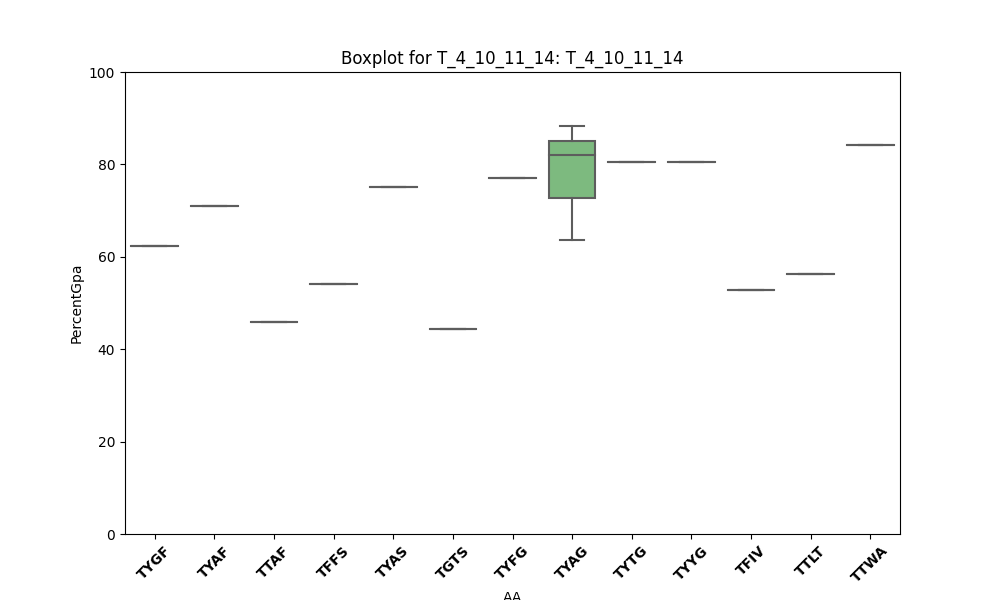 Boxplot for T_4_10_11_14: T_4_10_11_14
100
80
60
40
20
0
PercentGpa
TYGF TYAF TTAF TFFS TYAS TGTS TYFG TYAG TYTG TYYG TFIV TTLT TTWA
AA